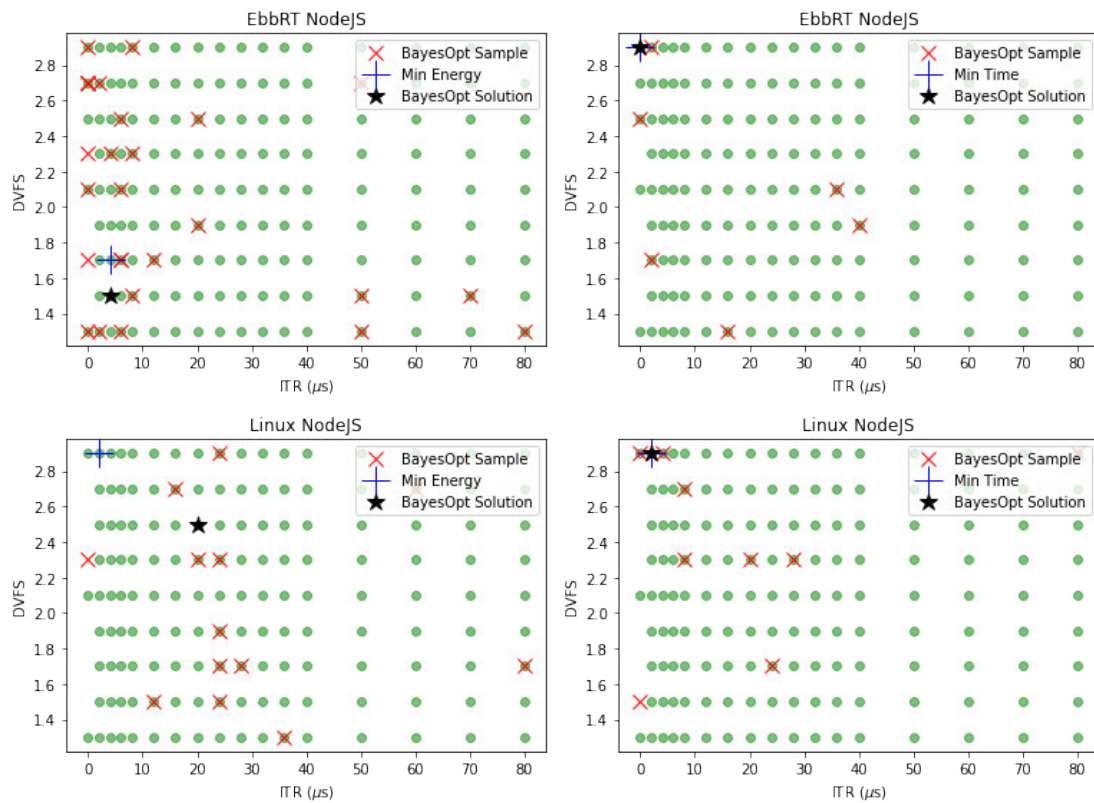 EbbRT NodeJS
2.8
2.6
2.4
2.2
2.0
1.8
1.6
1.4
DVFS
0 10 20 30 40 50 60 70 80
ITR (μs)
BayesOpt Sample
Min Energy
BayesOpt Solution
EbbRT NodeJS
2.8
2.6
2.4
2.2
2.0
1.8
1.6
1.4
DVFS
0 10 20 30 40 50 60 70 80
ITR (μs)
BayesOpt Sample
Min Time
BayesOpt Solution
Linux NodeJS
2.8
2.6
2.4
2.2
2.0
1.8
1.6
1.4
DVFS
0 10 20 30 40 50 60 70 80
ITR (μs)
BayesOpt Sample
Min Energy
BayesOpt Solution
Linux NodeJS
2.8
2.6
2.4
2.2
2.0
1.8
1.6
1.4
DVFS
0 10 20 30 40 50 60 70 80
ITR (μs)
BayesOpt Sample
Min Time
BayesOpt Solution